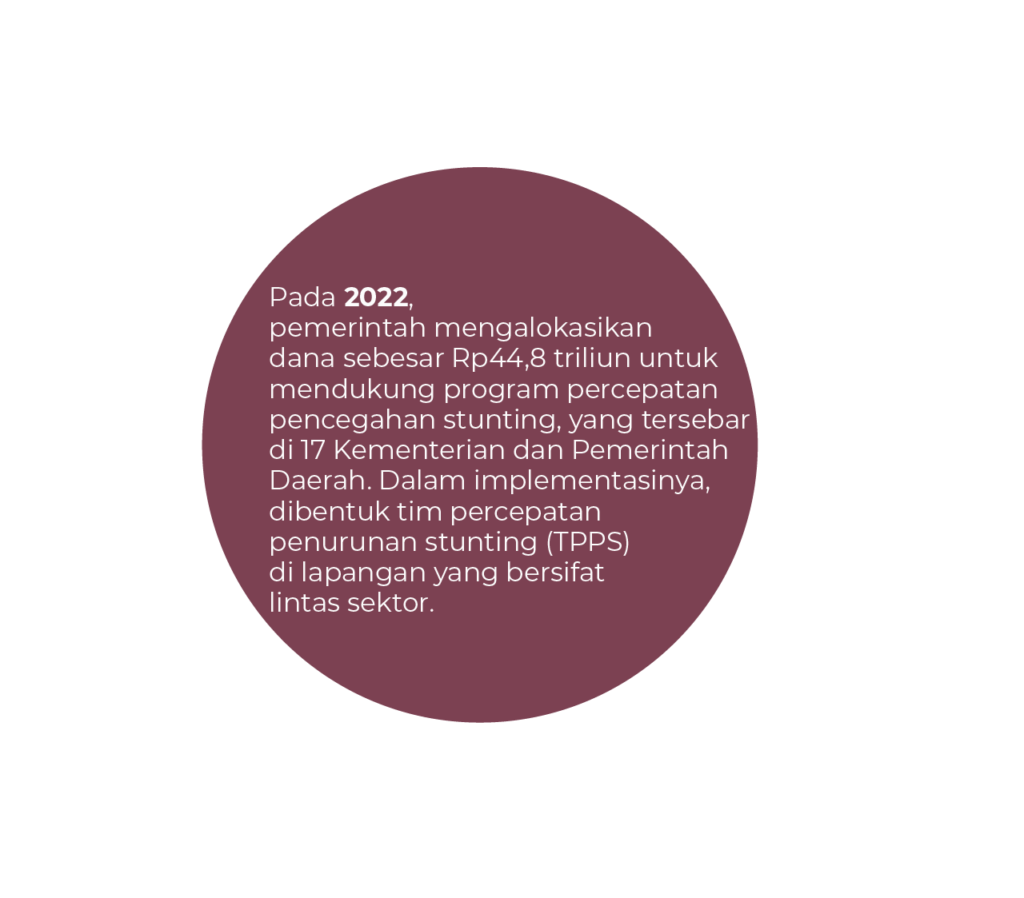 Pada 2022,
pemerintah mengalokasikan
dana sebesar Rp44,8 triliun untuk
mendukung program percepatan
pencegahan stunting, yang tersebar
di 17 Kementerian dan Pemerintah
Daerah. Dalam implementasinya,
dibentuk tim percepatan
penurunan stunting (TPPS)
di lapangan yang bersifat
lintas sektor.